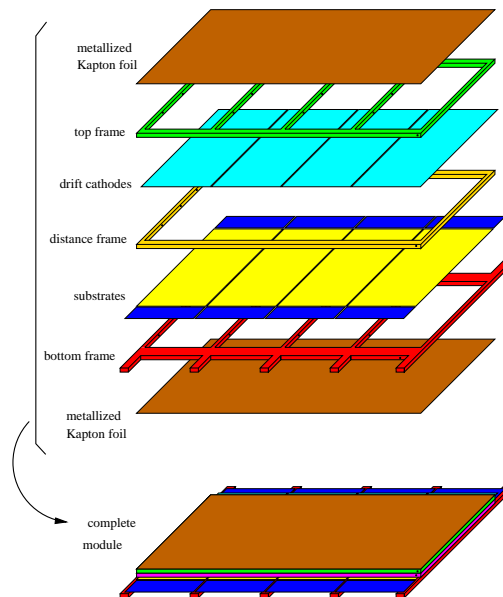 metallized
Kapton foil
top frame
drift cathodes
distance frame
substrates
bottom frame
metallized
Kapton foil
complete
module